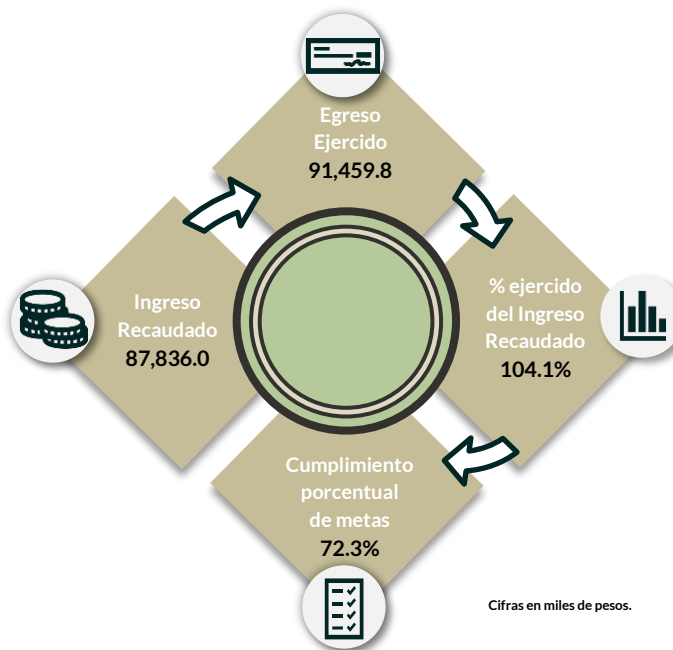 Egreso
Ejercido
91,459.8
Ingreso
Recaudado
87,836.0
% ejercido
del Ingreso
Recaudado
104.1%
Cumplimiento
porcentual
de metas
72.3%
Cifras en miles de pesos.